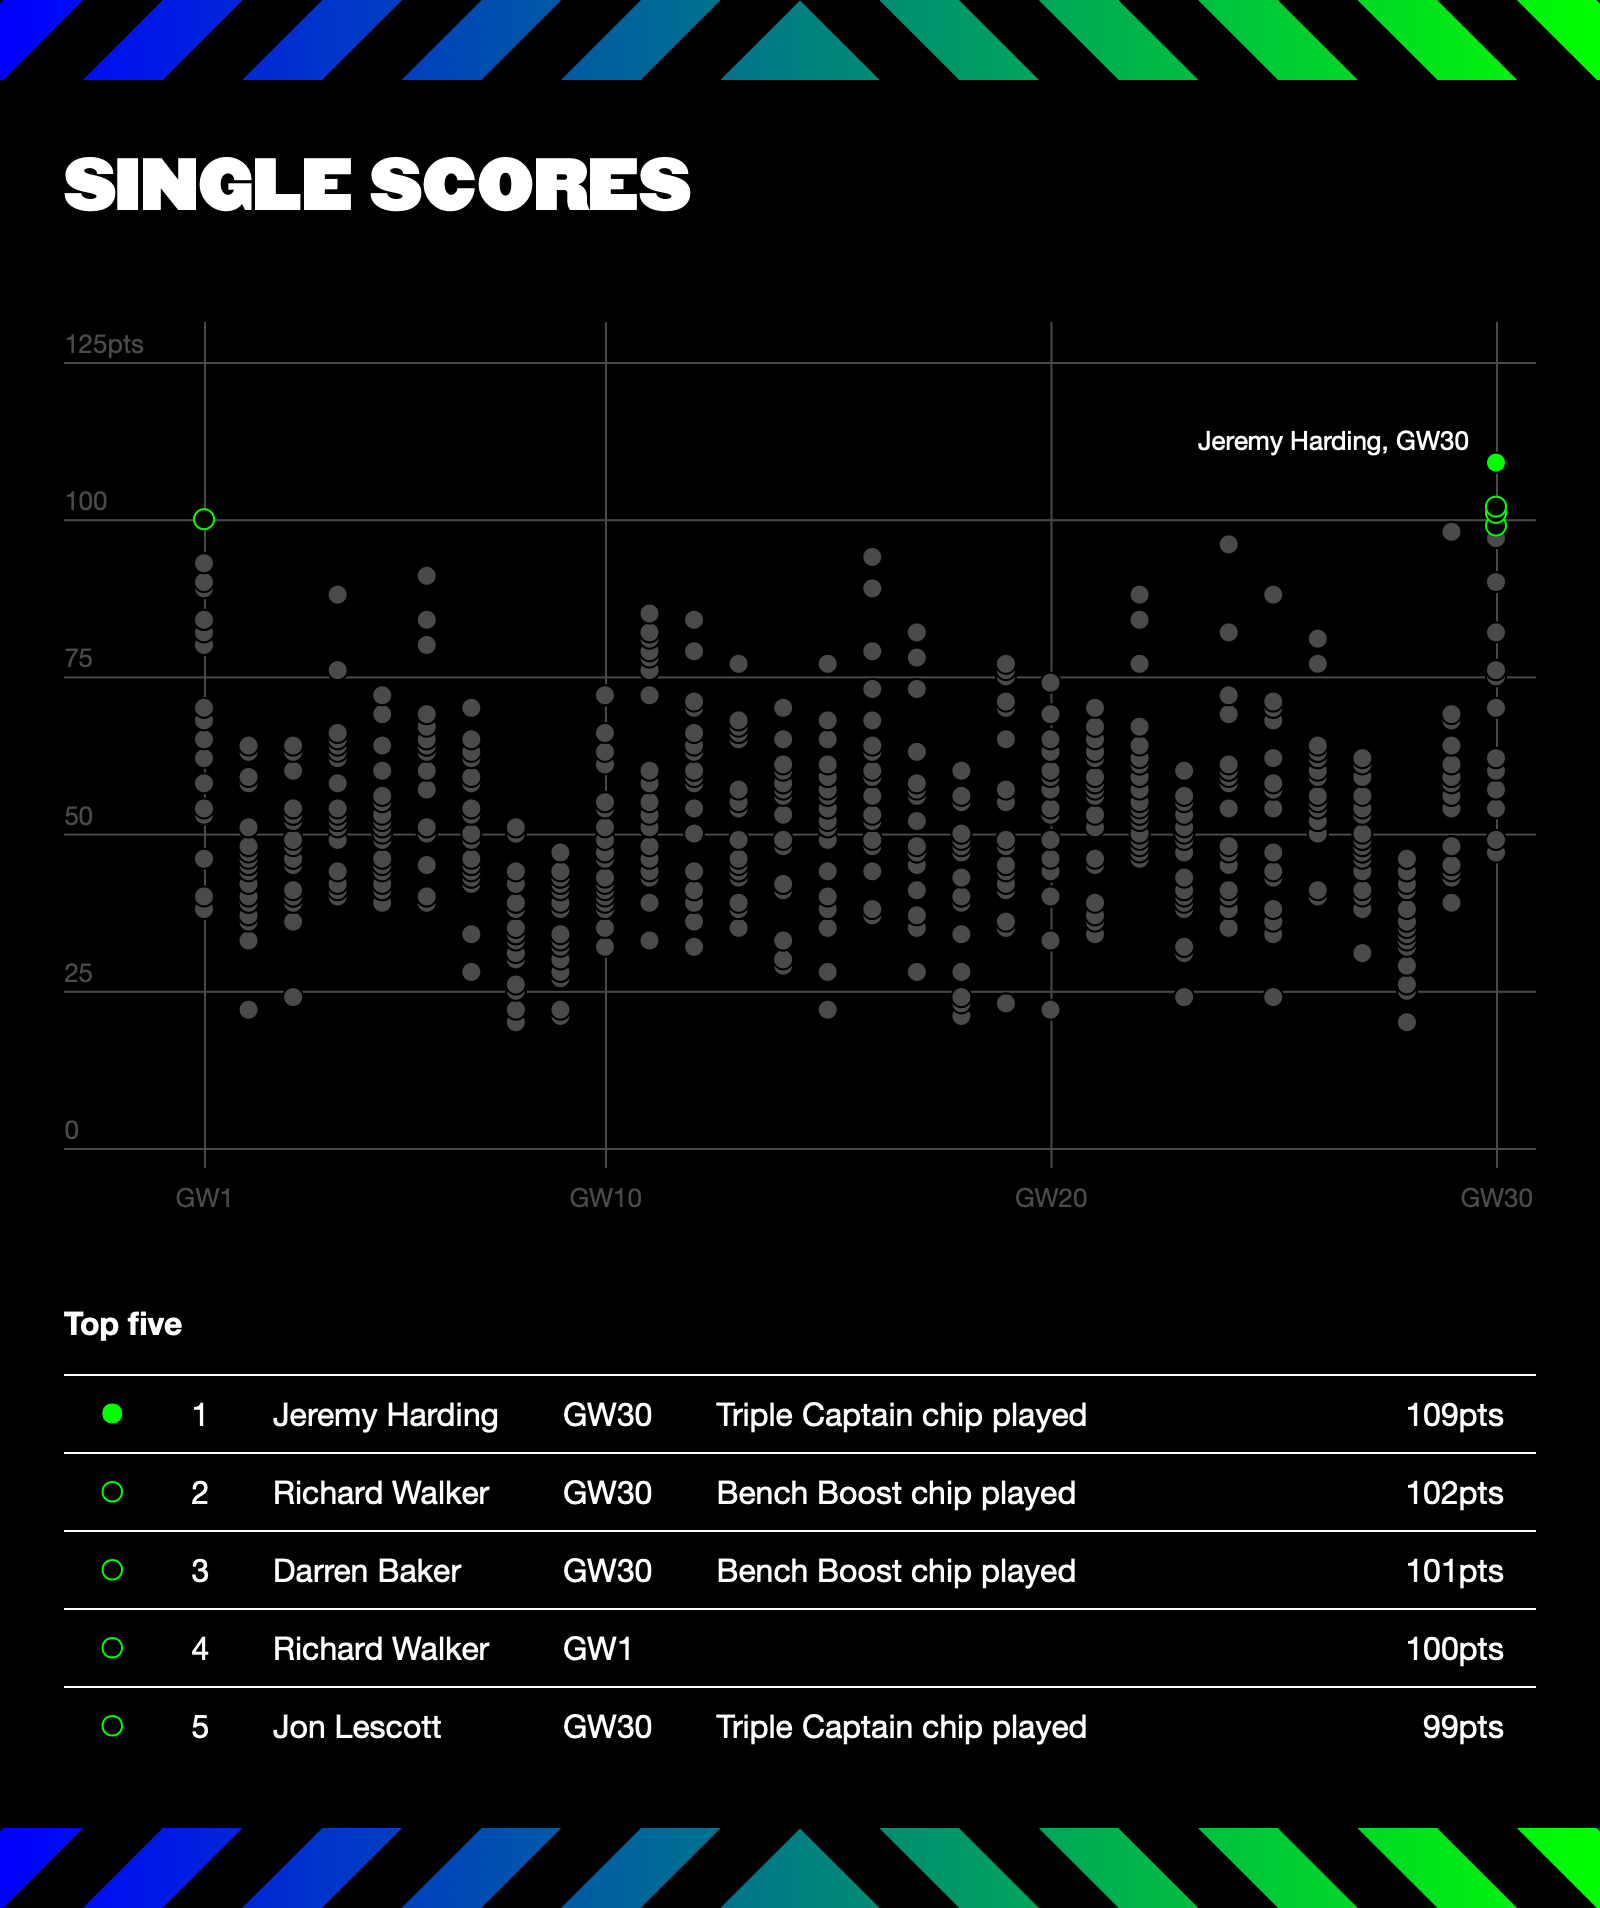 SINGLE SCORES
125pts
Jeremy Harding, GW30
100
75
50
25
0
GW1 GW10 GW20 GW30
Top five
1 Jeremy Harding GW30 Triple Captain chip played 109pts
2 Richard Walker GW30 Bench Boost chip played 102pts
3 Darren Baker GW30 Bench Boost chip played 101pts
4 Richard Walker GW1 100pts
5 Jon Lescott GW30 Triple Captain chip played 99pts